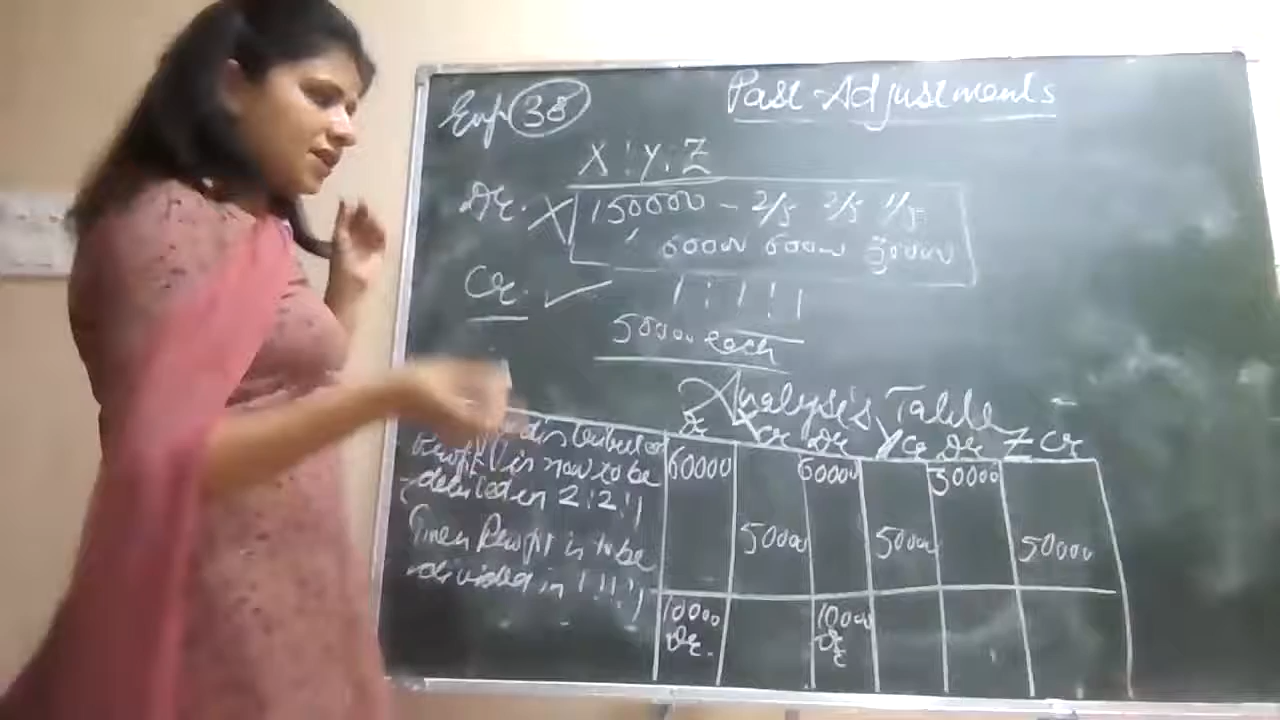 Past Adjustments
Exp 38
X : Y : Z
Dr. X 150000 - 2/5 2/5 1/5
60000 60000 30000
Cr. ✓ 1 : 1 : 1
50000 each
Analysis Table
Dr X Cr Dr Y Cr Dr Z Cr
distributed
Profit is now to be
debited in 2:2:1
60000 60000 30000
Then Profit is to be
divided in 1:1:1
50000 50000 50000
10000 10000
Dr. Dr